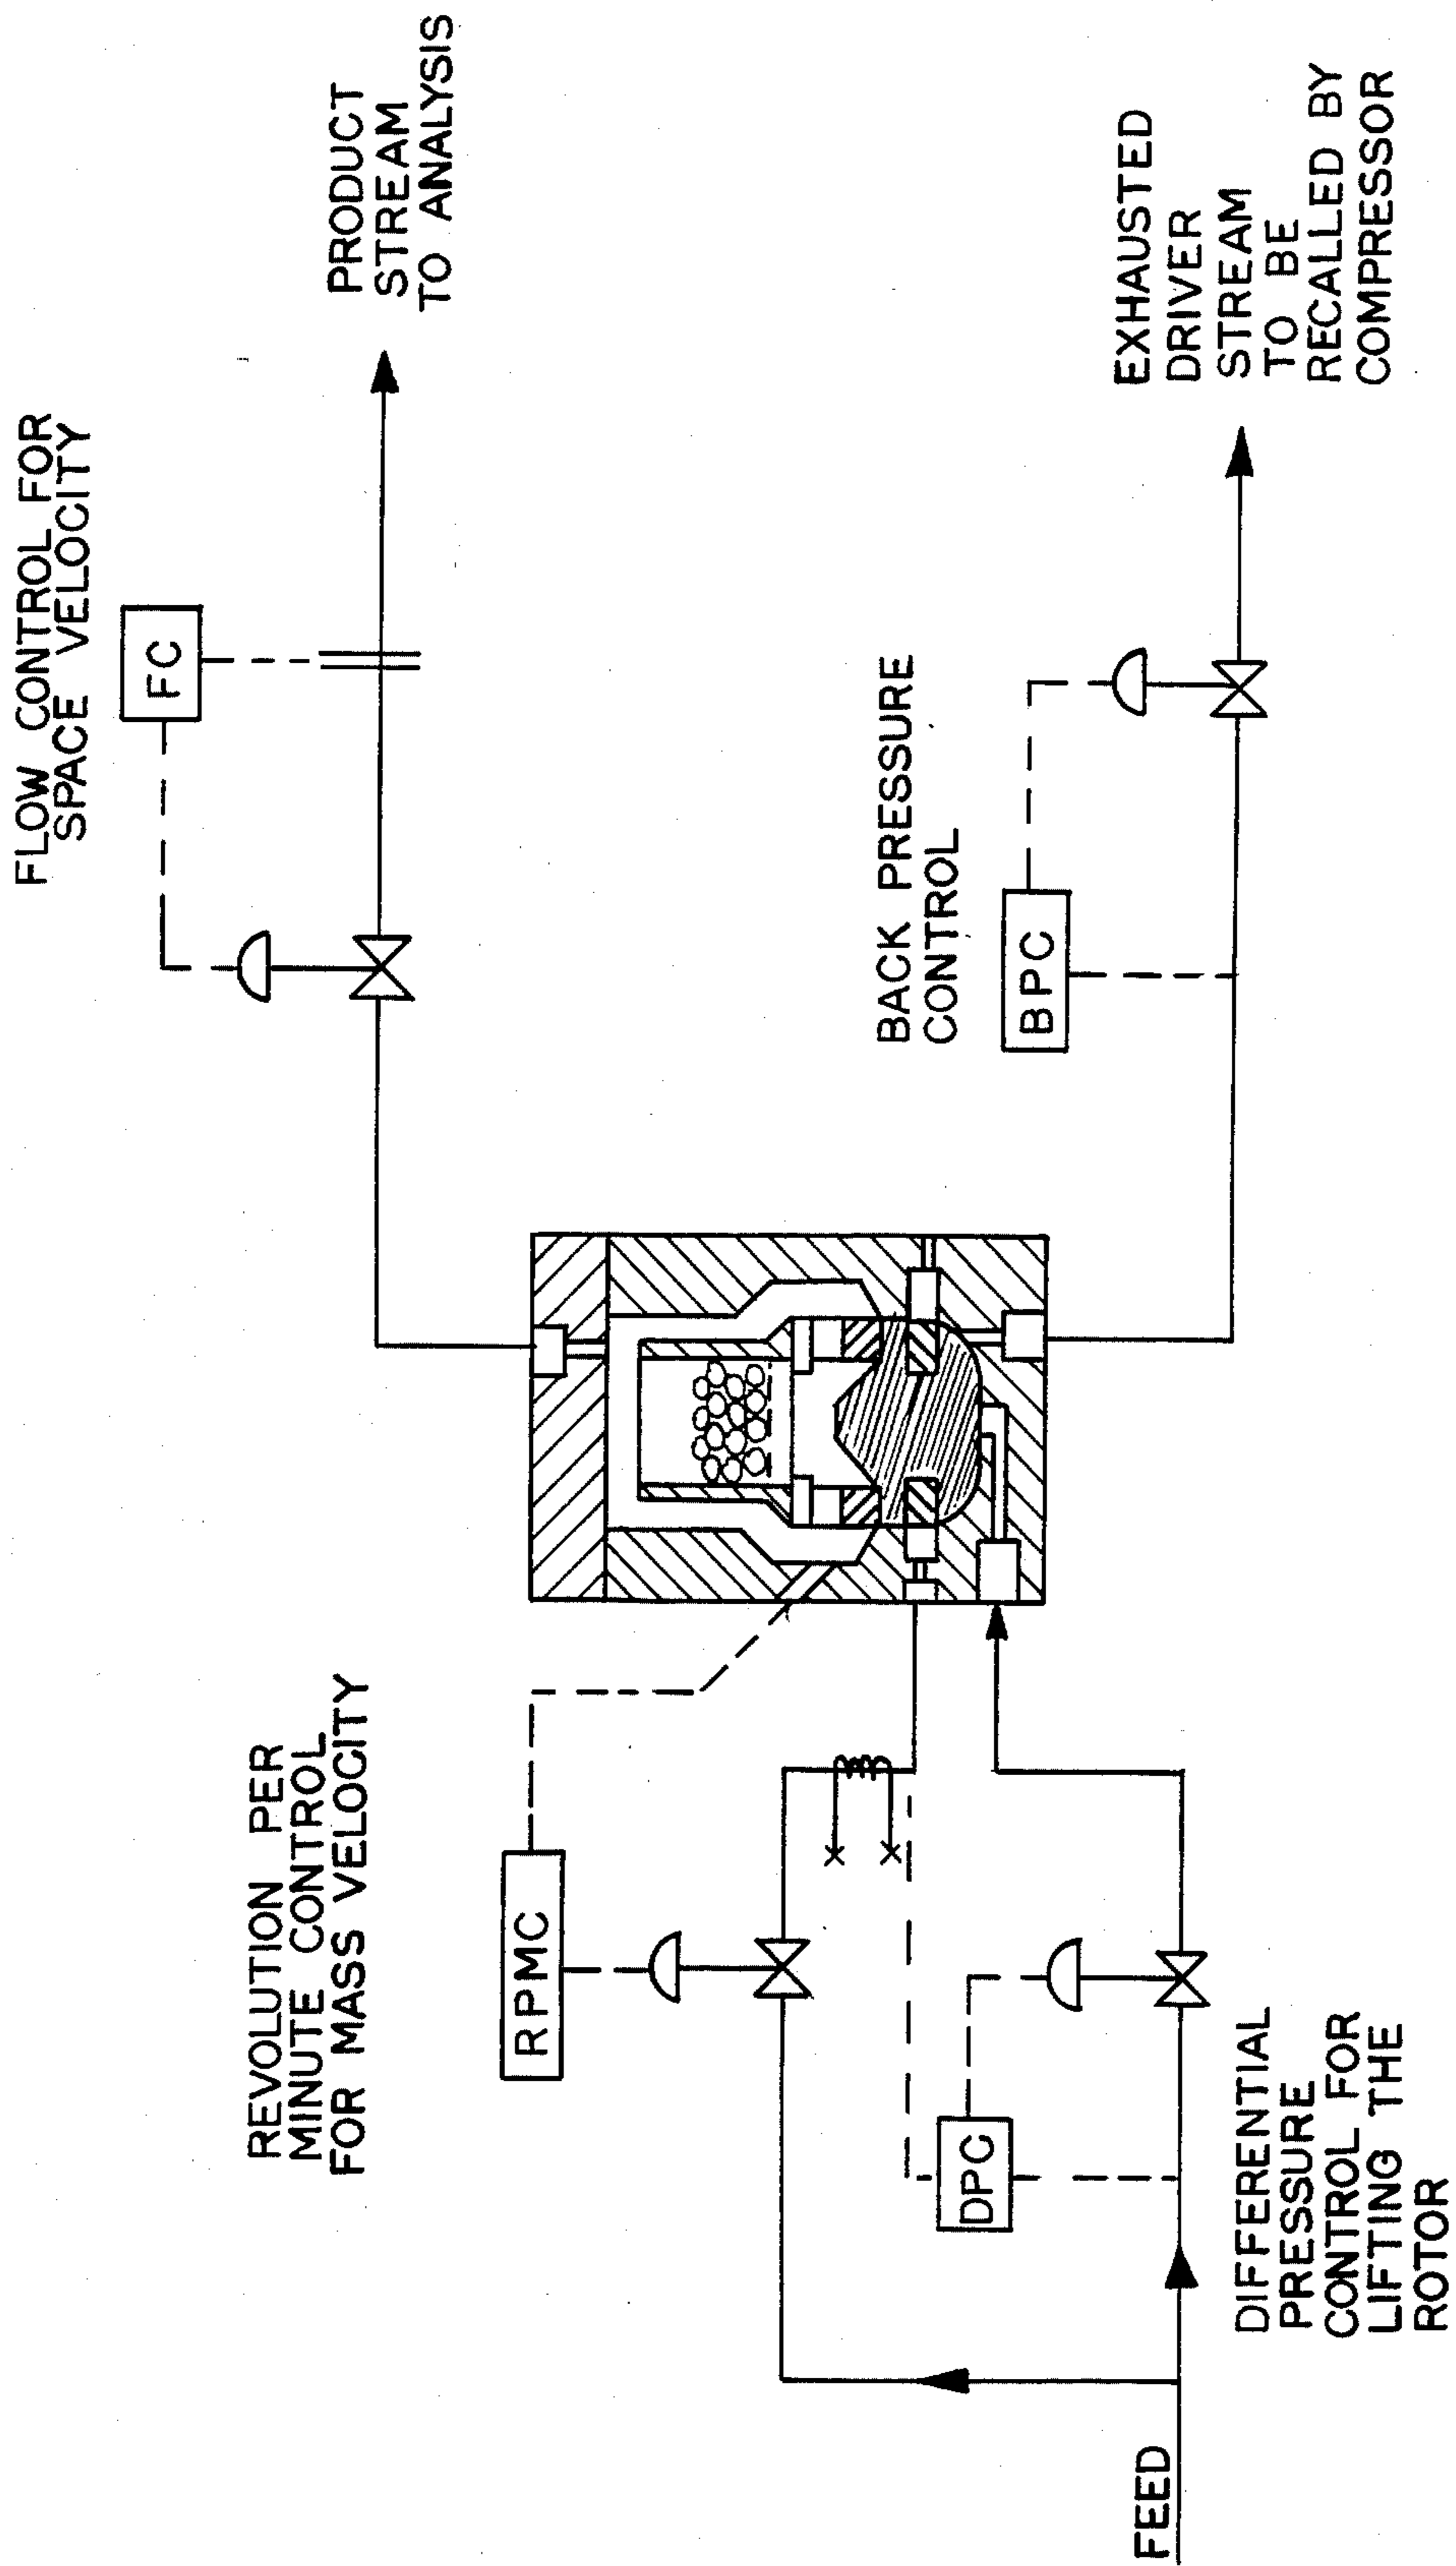 FLOW CONTROL FOR
SPACE VELOCITY
FC
PRODUCT
STREAM
TO ANALYSIS
REVOLUTION PER
MINUTE CONTROL
FOR MASS VELOCITY
RPMC
BACK PRESSURE
CONTROL
BPC
EXHAUSTED
DRIVER
STREAM
TO BE
RECALLED BY
COMPRESSOR
DPC
DIFFERENTIAL
PRESSURE
CONTROL FOR
LIFTING THE
ROTOR
FEED